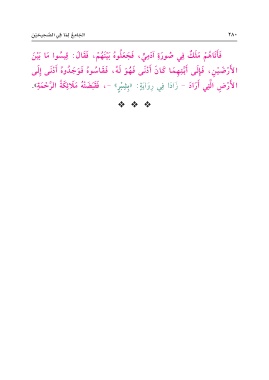 ٢٨٠ الجامع لما في الصحيحين
فَأَتَاهُمْ مَلَكٌ فِي صُورَةِ آدَمِيٍّ، فَجَعَلُوهُ بَيْنَهُمْ، فَقَالَ: قِيسُوا مَا بَيْنَ
الأَرْضَيْنِ، فَإِلَى أَيَّتِهِمَا كَانَ أَدْنَى فَهُوَ لَهُ، فَقَاسُوهُ فَوَجَدُوهُ أَدْنَى إِلَى
الأَرْضِ الَّتِي أَرَادَ - زَادَا فِي رِوَايَةٍ: «بِشِبْرٍ» -، فَقَبَضَتْهُ مَلَائِكَةُ الرَّحْمَةِ».